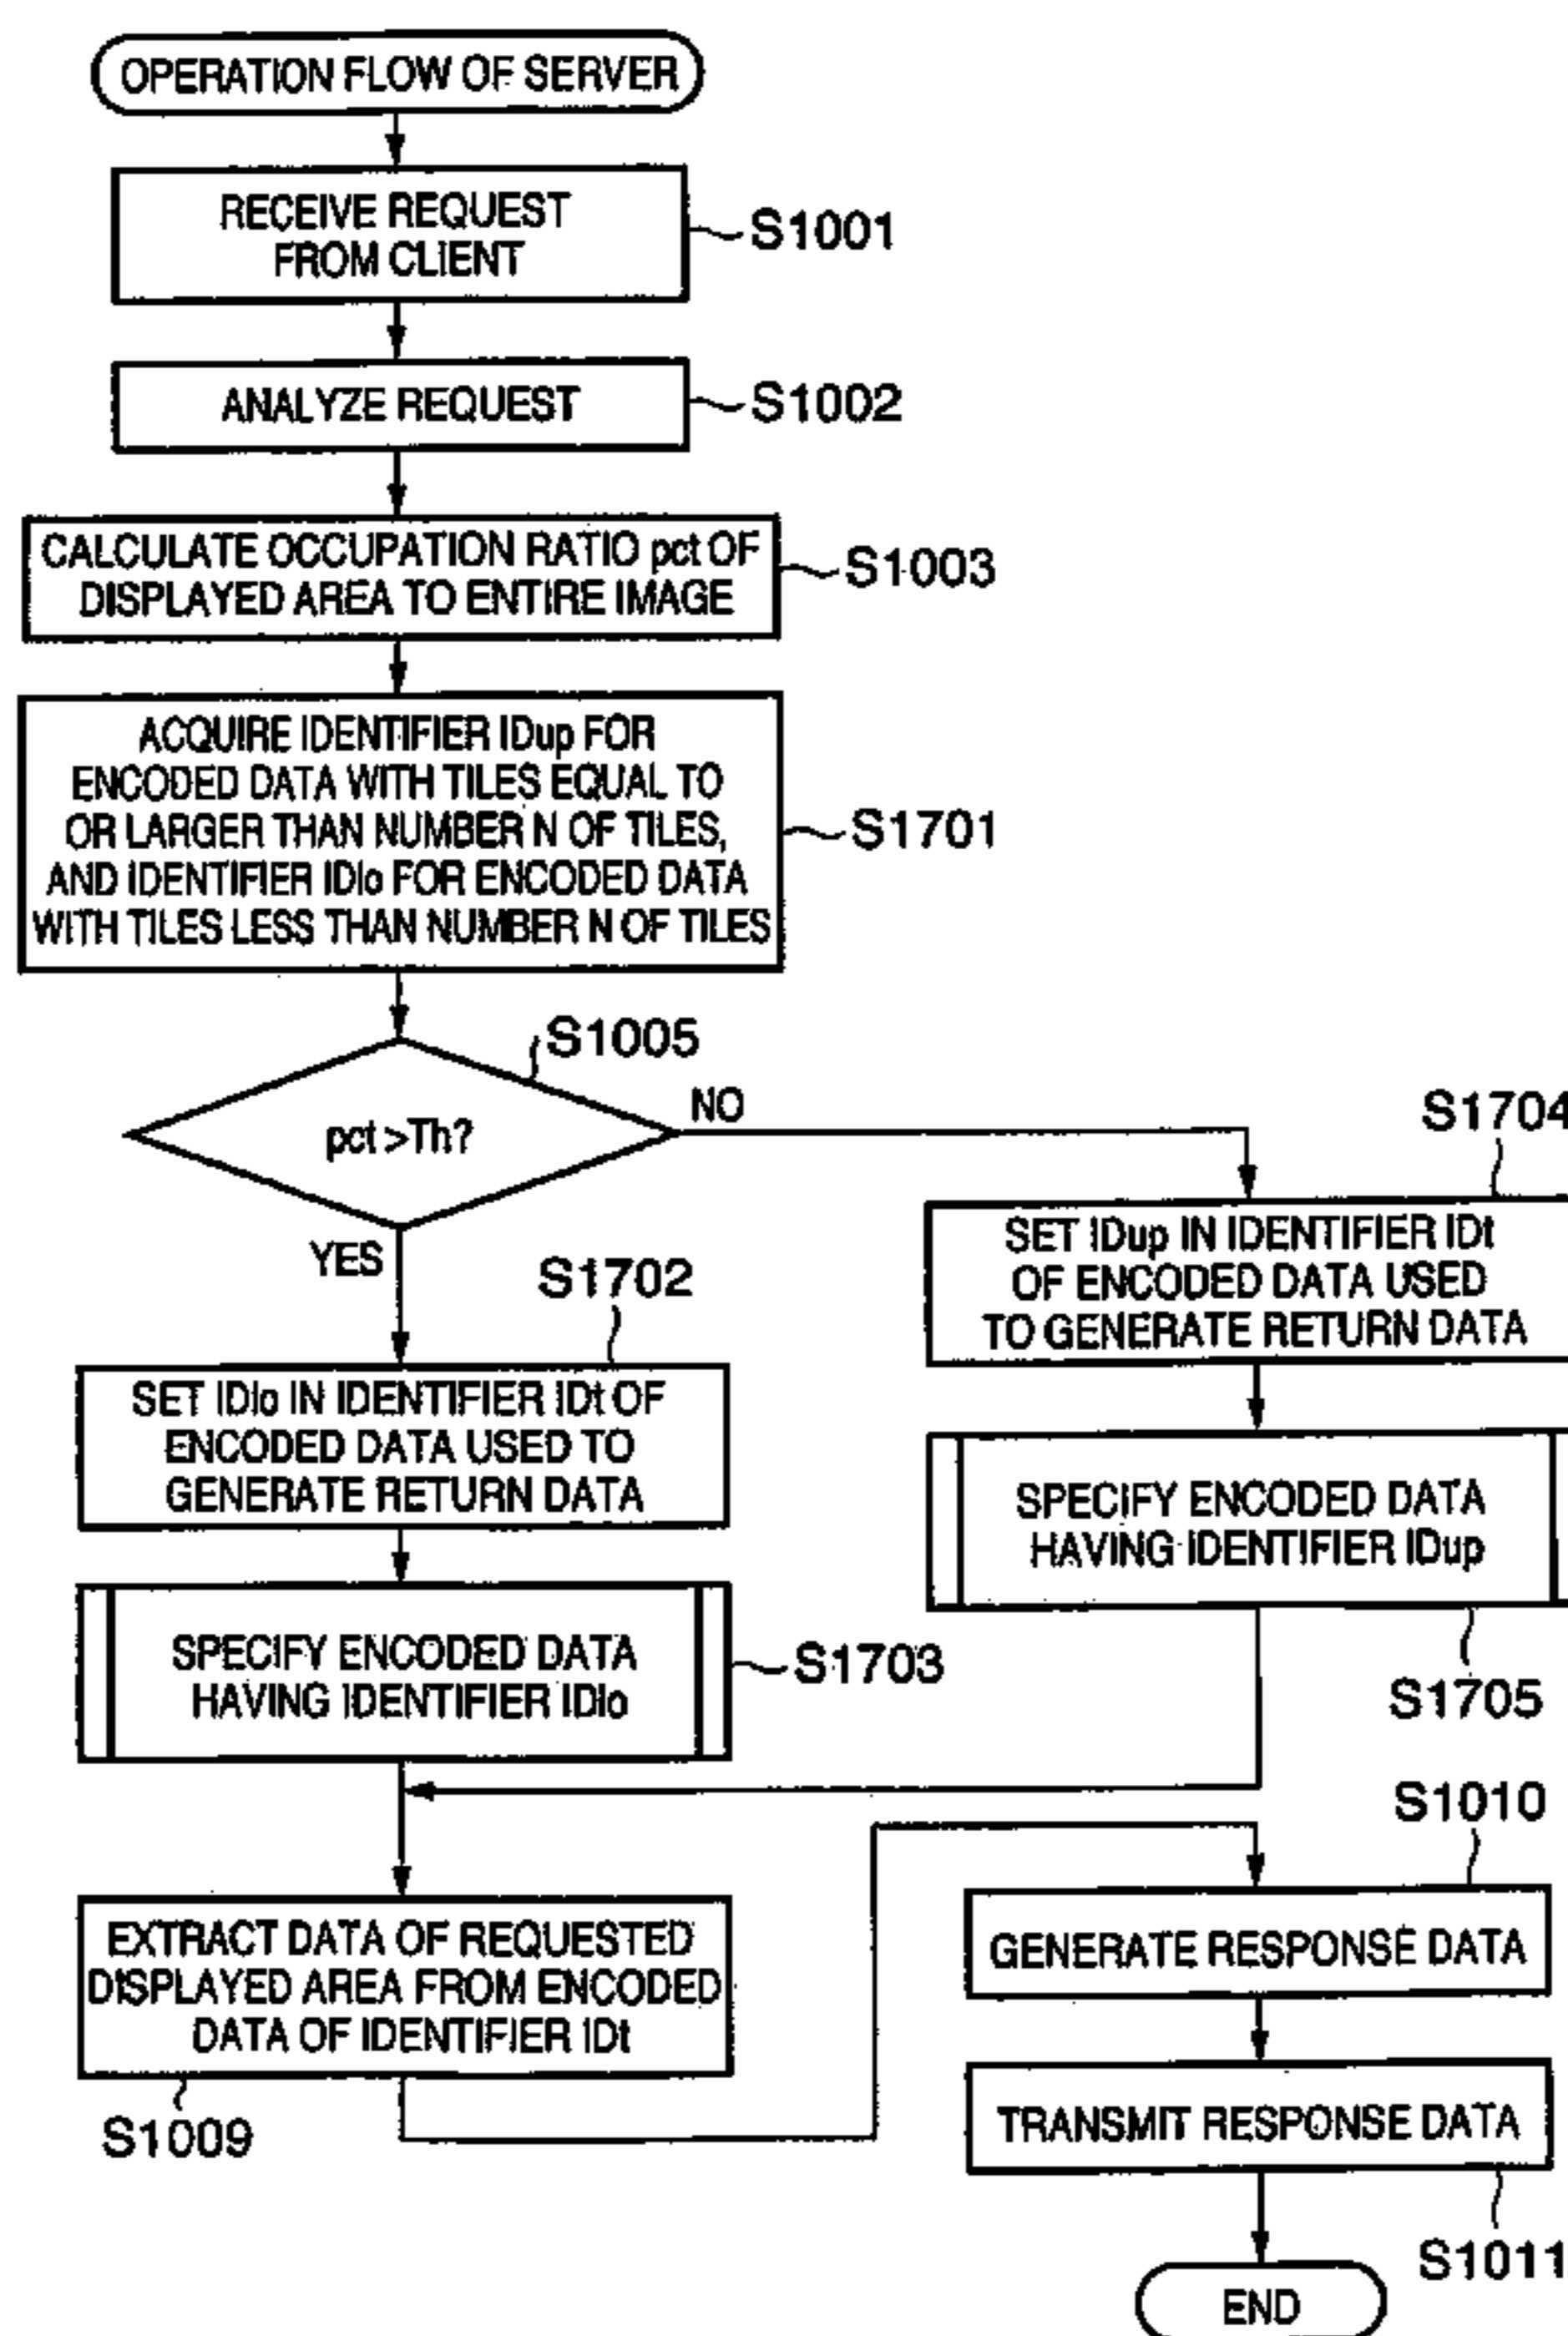 OPERATION FLOW OF SERVER
RECEIVE REQUEST
FROM CLIENT
S1001
ANALYZE REQUEST
S1002
CALCULATE OCCUPATION RATIO pct OF
DISPLAYED AREA TO ENTIRE IMAGE
S1003
ACQUIRE IDENTIFIER IDup FOR
ENCODED DATA WITH TILES EQUAL TO
OR LARGER THAN NUMBER N OF TILES,
AND IDENTIFIER IDlo FOR ENCODED DATA
WITH TILES LESS THAN NUMBER N OF TILES
S1701
S1005
pct >Th?
NO
YES
S1704
SET IDup IN IDENTIFIER IDt
OF ENCODED DATA USED
TO GENERATE RETURN DATA
S1702
SET IDlo IN IDENTIFIER IDt OF
ENCODED DATA USED TO
GENERATE RETURN DATA
SPECIFY ENCODED DATA
HAVING IDENTIFIER IDup
S1705
SPECIFY ENCODED DATA
HAVING IDENTIFIER IDlo
S1703
EXTRACT DATA OF REQUESTED
DISPLAYED AREA FROM ENCODED
DATA OF IDENTIFIER IDt
S1009
S1010
GENERATE RESPONSE DATA
TRANSMIT RESPONSE DATA
S1011
END